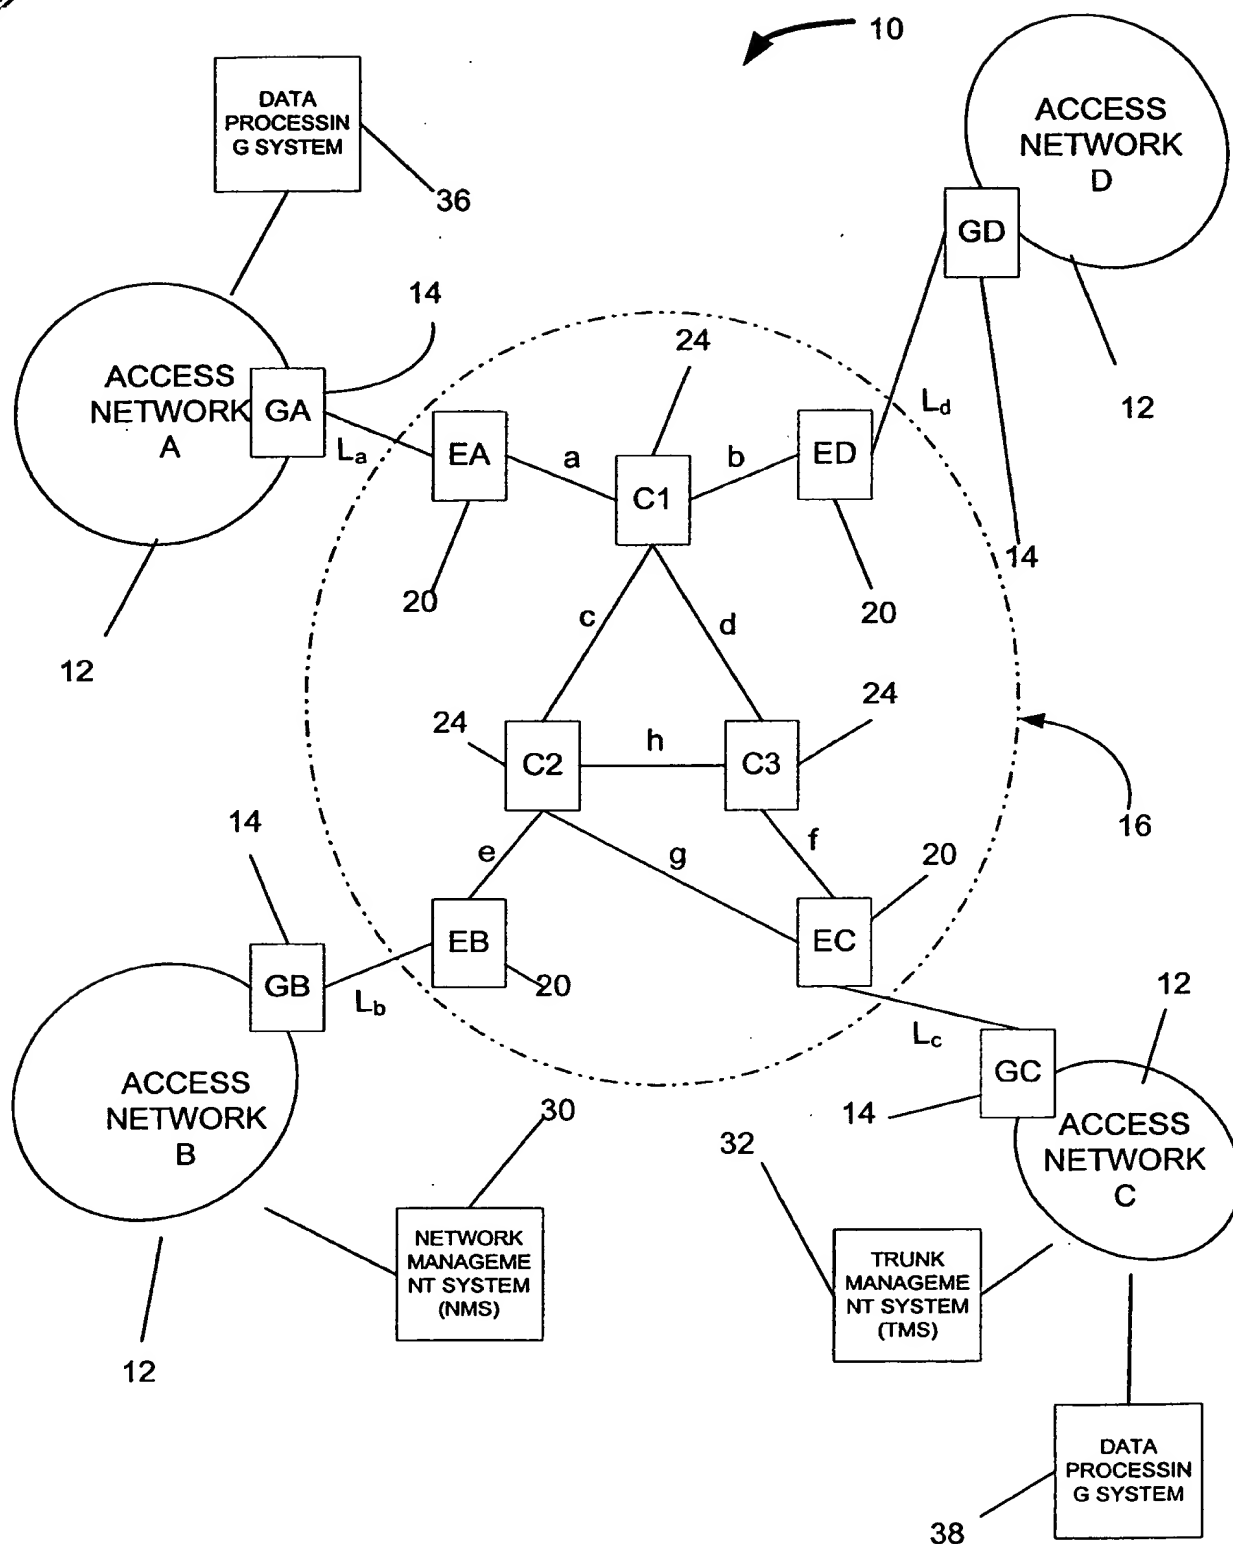 10
DATA
PROCESSIN
G SYSTEM
36
ACCESS
NETWORK
D
GD
14
24
12
ACCESS
NETWORK
A
GA
La
EA
a
C1
b
ED
Ld
14
20
20
c
d
12
24
24
C2
h
C3
16
14
e
g
f
20
EB
EC
GB
Lb
20
12
Lc
GC
ACCESS
NETWORK
B
30
14
32
ACCESS
NETWORK
C
NETWORK
MANAGEME
NT SYSTEM
(NMS)
TRUNK
MANAGEME
NT SYSTEM
(TMS)
12
DATA
PROCESSIN
G SYSTEM
38